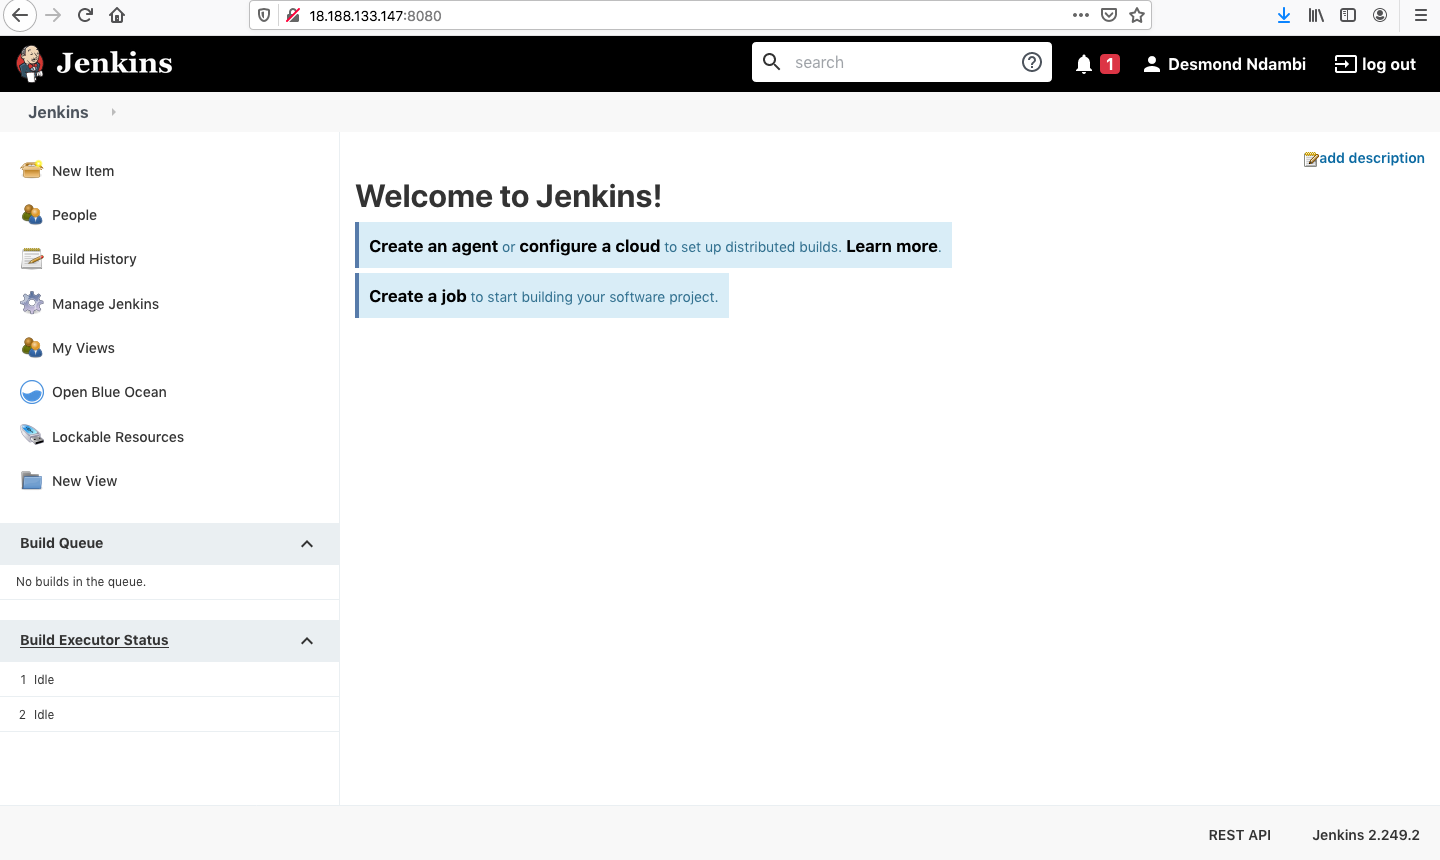 18.188.133.147:8080
Jenkins
search
1
Desmond Ndambi
log out
Jenkins
New Item
People
Build History
Manage Jenkins
My Views
Open Blue Ocean
Lockable Resources
New View
Build Queue
No builds in the queue.
Build Executor Status
1 Idle
2 Idle
add description
Welcome to Jenkins!
Create an agent or configure a cloud to set up distributed builds. Learn more.
Create a job to start building your software project.
REST API
Jenkins 2.249.2